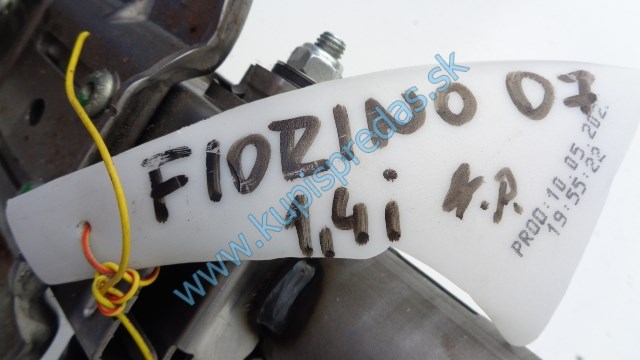 FIORINO 07
1,4i N.P.
PROD:10.05.202
19:55:22
www.kupispredas.sk